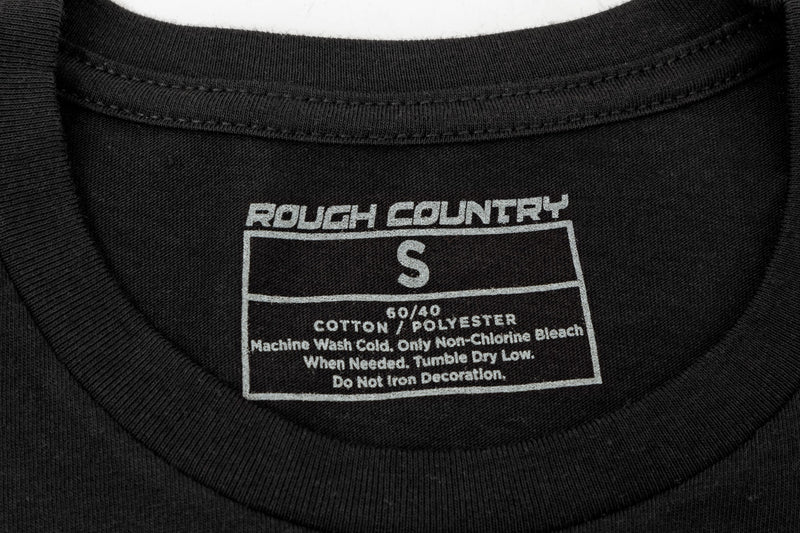 ROUGH COUNTRY
S
60/40
COTTON / POLYESTER
Machine Wash Cold. Only Non-Chlorine Bleach
When Needed. Tumble Dry Low.
Do Not Iron Decoration.